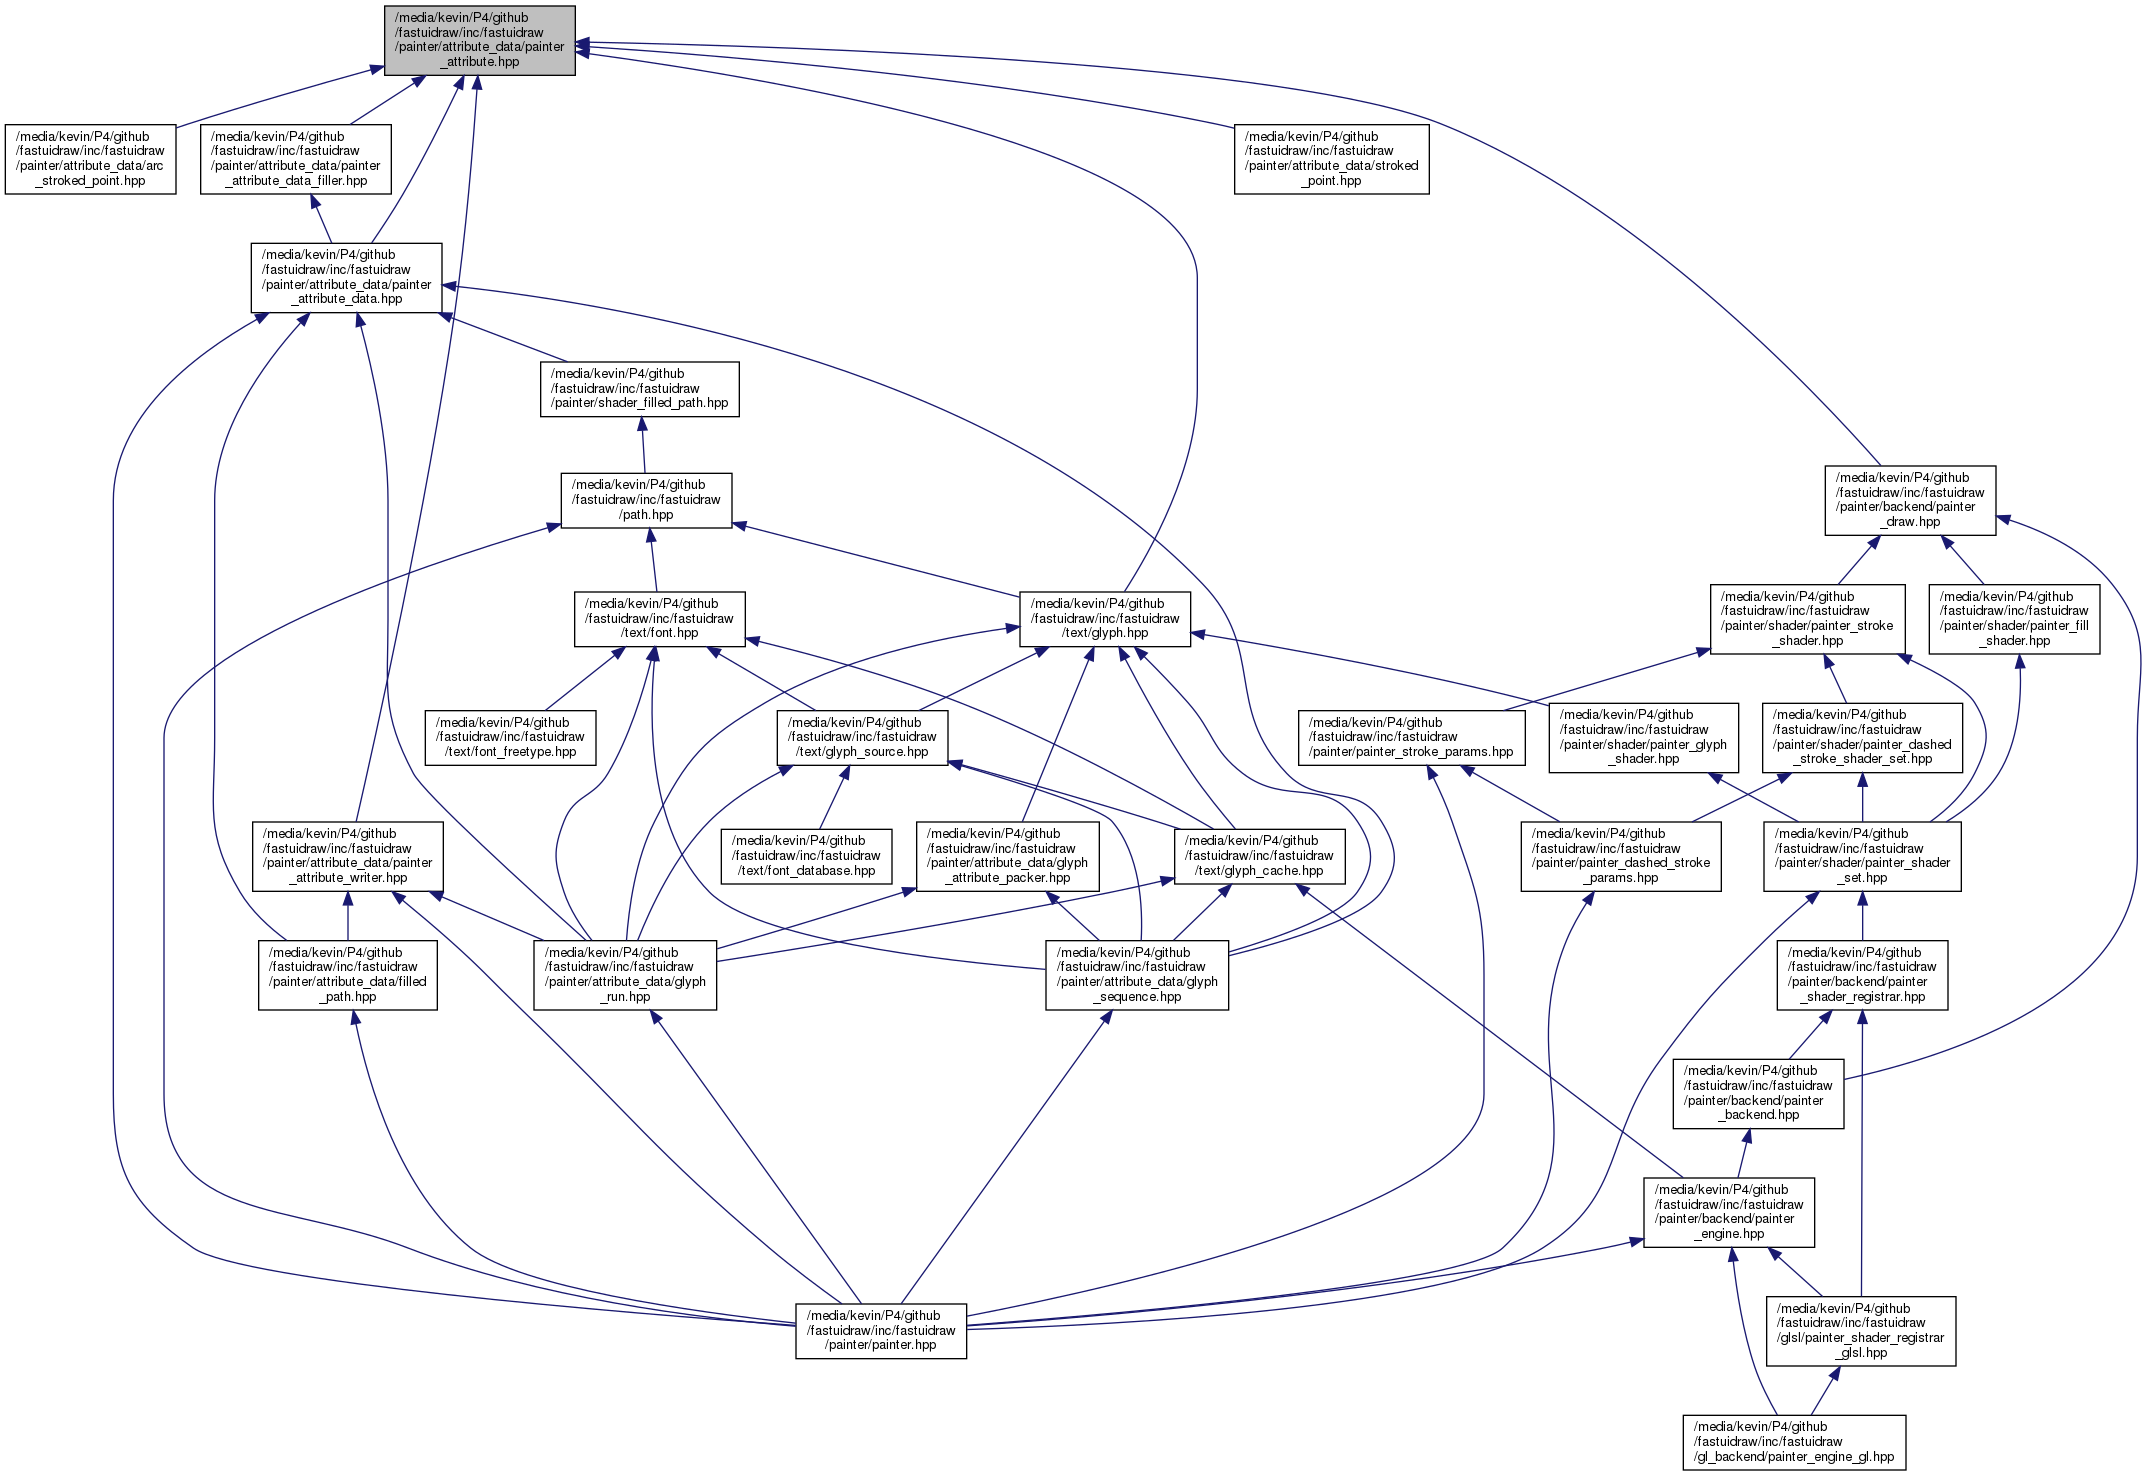 /media/kevin/P4/github
/fastuidraw/inc/fastuidraw
/painter/attribute_data/painter
_attribute.hpp
/media/kevin/P4/github
/fastuidraw/inc/fastuidraw
/painter/attribute_data/arc
_stroked_point.hpp
/media/kevin/P4/github
/fastuidraw/inc/fastuidraw
/painter/attribute_data/painter
_attribute_data_filler.hpp
/media/kevin/P4/github
/fastuidraw/inc/fastuidraw
/painter/attribute_data/stroked
_point.hpp
/media/kevin/P4/github
/fastuidraw/inc/fastuidraw
/painter/attribute_data/painter
_attribute_data.hpp
/media/kevin/P4/github
/fastuidraw/inc/fastuidraw
/painter/shader_filled_path.hpp
/media/kevin/P4/github
/fastuidraw/inc/fastuidraw
/path.hpp
/media/kevin/P4/github
/fastuidraw/inc/fastuidraw
/painter/backend/painter
_draw.hpp
/media/kevin/P4/github
/fastuidraw/inc/fastuidraw
/text/font.hpp
/media/kevin/P4/github
/fastuidraw/inc/fastuidraw
/text/glyph.hpp
/media/kevin/P4/github
/fastuidraw/inc/fastuidraw
/painter/shader/painter_stroke
_shader.hpp
/media/kevin/P4/github
/fastuidraw/inc/fastuidraw
/painter/shader/painter_fill
_shader.hpp
/media/kevin/P4/github
/fastuidraw/inc/fastuidraw
/text/font_freetype.hpp
/media/kevin/P4/github
/fastuidraw/inc/fastuidraw
/text/glyph_source.hpp
/media/kevin/P4/github
/fastuidraw/inc/fastuidraw
/painter/painter_stroke_params.hpp
/media/kevin/P4/github
/fastuidraw/inc/fastuidraw
/painter/shader/painter_glyph
_shader.hpp
/media/kevin/P4/github
/fastuidraw/inc/fastuidraw
/painter/shader/painter_dashed
_stroke_shader_set.hpp
/media/kevin/P4/github
/fastuidraw/inc/fastuidraw
/painter/attribute_data/painter
_attribute_writer.hpp
/media/kevin/P4/github
/fastuidraw/inc/fastuidraw
/text/font_database.hpp
/media/kevin/P4/github
/fastuidraw/inc/fastuidraw
/painter/attribute_data/glyph
_attribute_packer.hpp
/media/kevin/P4/github
/fastuidraw/inc/fastuidraw
/text/glyph_cache.hpp
/media/kevin/P4/github
/fastuidraw/inc/fastuidraw
/painter/painter_dashed_stroke
_params.hpp
/media/kevin/P4/github
/fastuidraw/inc/fastuidraw
/painter/shader/painter_shader
_set.hpp
/media/kevin/P4/github
/fastuidraw/inc/fastuidraw
/painter/attribute_data/filled
_path.hpp
/media/kevin/P4/github
/fastuidraw/inc/fastuidraw
/painter/attribute_data/glyph
_run.hpp
/media/kevin/P4/github
/fastuidraw/inc/fastuidraw
/painter/attribute_data/glyph
_sequence.hpp
/media/kevin/P4/github
/fastuidraw/inc/fastuidraw
/painter/backend/painter
_shader_registrar.hpp
/media/kevin/P4/github
/fastuidraw/inc/fastuidraw
/painter/backend/painter
_backend.hpp
/media/kevin/P4/github
/fastuidraw/inc/fastuidraw
/painter/backend/painter
_engine.hpp
/media/kevin/P4/github
/fastuidraw/inc/fastuidraw
/painter/painter.hpp
/media/kevin/P4/github
/fastuidraw/inc/fastuidraw
/glsl/painter_shader_registrar
_glsl.hpp
/media/kevin/P4/github
/fastuidraw/inc/fastuidraw
/gl_backend/painter_engine_gl.hpp